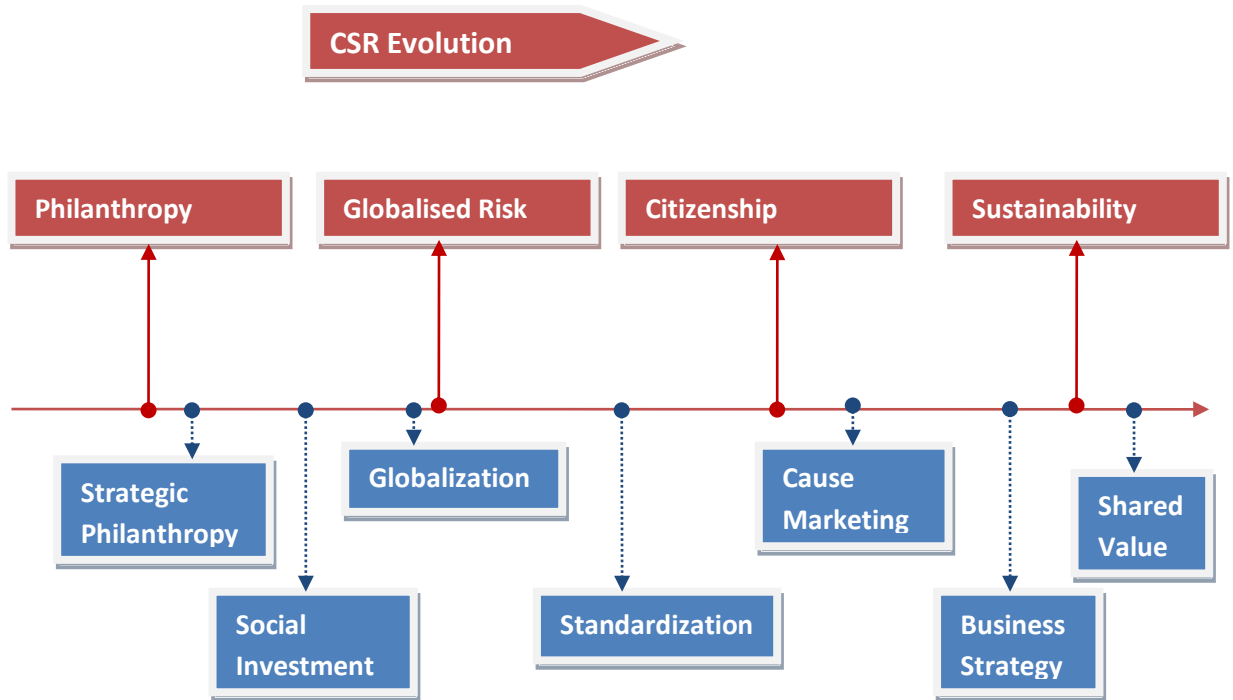 CSR Evolution
Philanthropy
Globalised Risk
Citizenship
Sustainability
Strategic
Philanthropy
Globalization
Cause
Marketing
Shared
Value
Social
Investment
Standardization
Business
Strategy